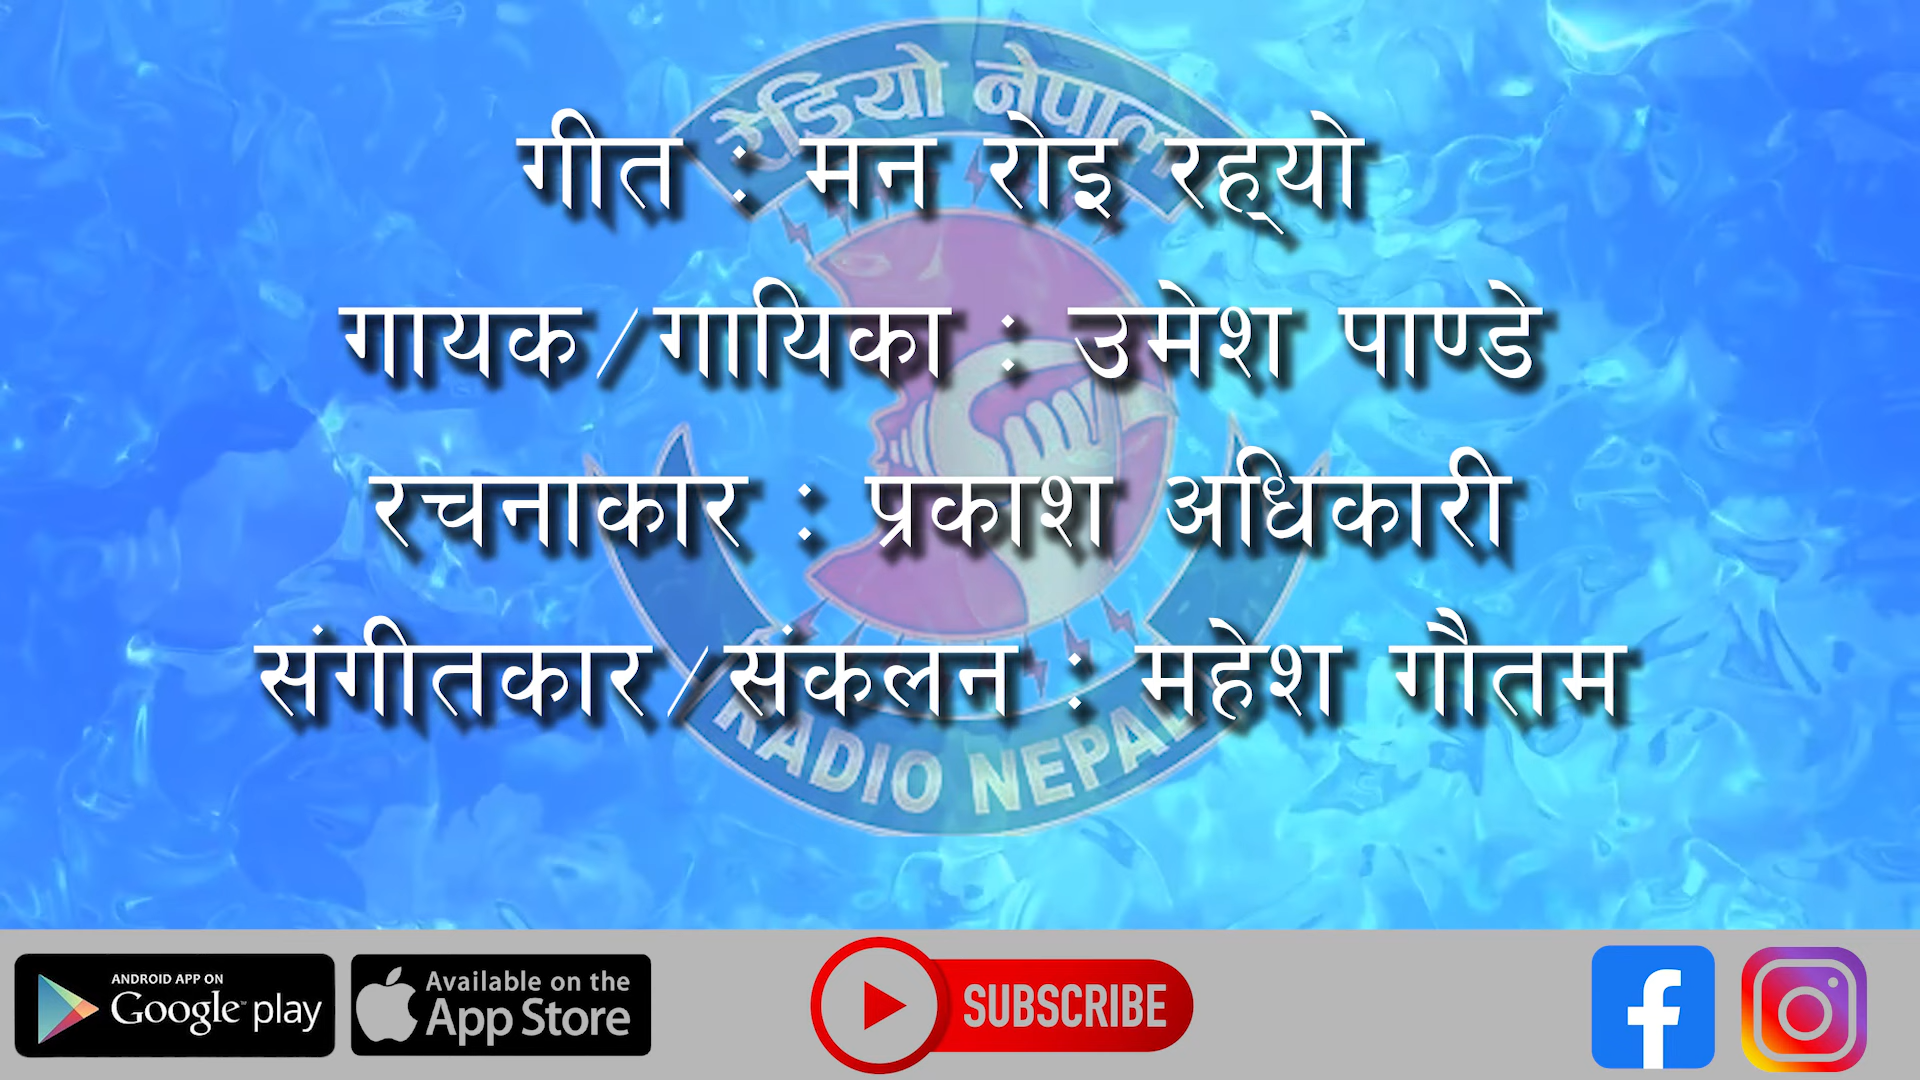 रेडियो नेपाल
गीत : मन रोइ रह्यो
गायक/गायिका : उमेश पाण्डे
रचनाकार : प्रकाश अधिकारी
संगीतकार/संकलन : महेश गौतम
RADIO NEPAL
ANDROID APP ON
Google play
Available on the
App Store
SUBSCRIBE